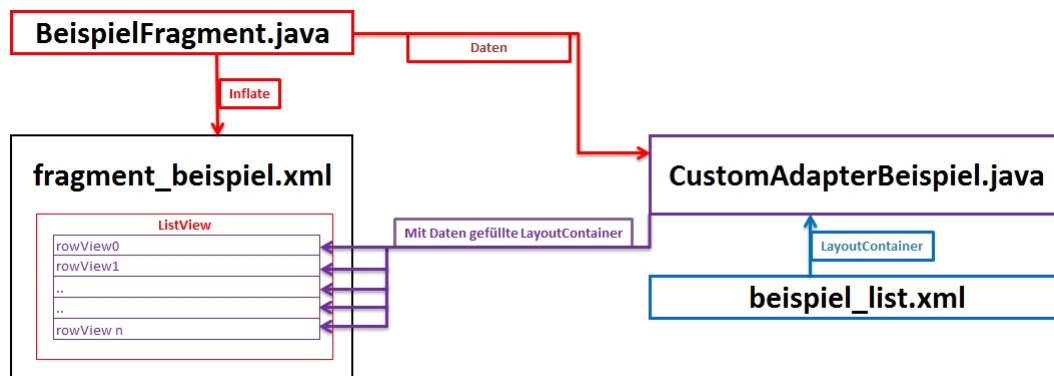 BeispielFragment.java
Daten
Inflate
fragment_beispiel.xml
CustomAdapterBeispiel.java
ListView
Mit Daten gefüllte LayoutContainer
rowView0
rowView1
..
..
rowView n
LayoutContainer
beispiel_list.xml